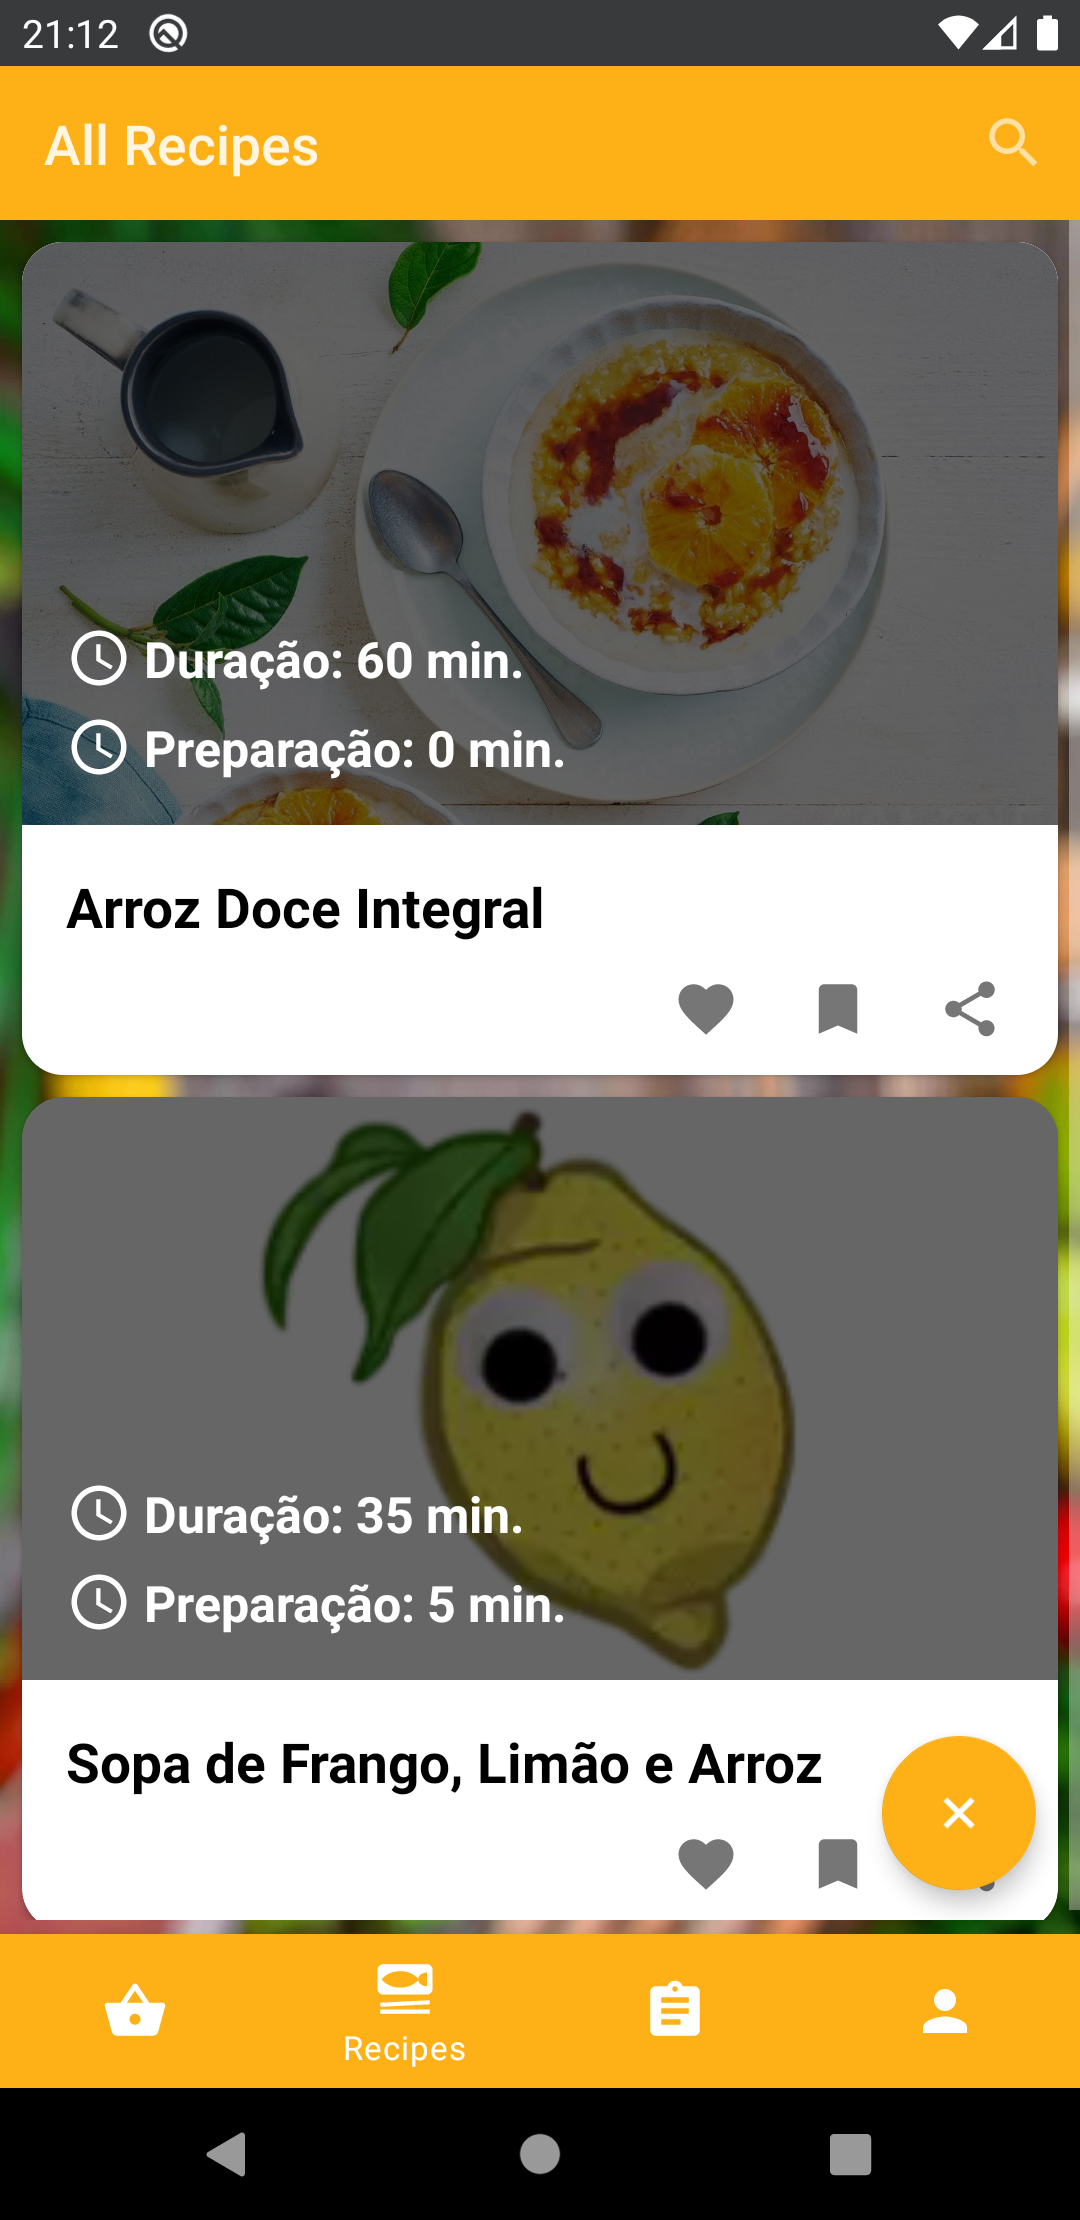 21:12
All Recipes
Duração: 60 min.
Preparação: 0 min.
Arroz Doce Integral
Duração: 35 min.
Preparação: 5 min.
Sopa de Frango, Limão e Arroz
Recipes